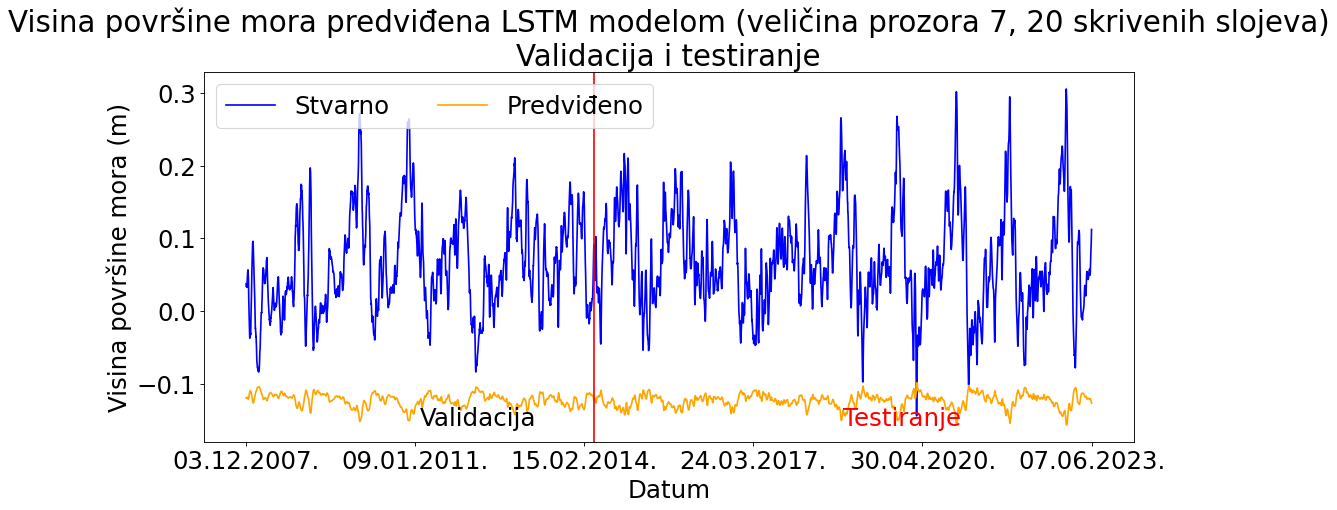 Visina površine mora predviđena LSTM modelom (veličina prozora 7, 20 skrivenih slojeva)
Validacija i testiranje
Stvarno Predviđeno
Visina površine mora (m)
0.3
0.2
0.1
0.0
−0.1
Validacija Testiranje
03.12.2007. 09.01.2011. 15.02.2014. 24.03.2017. 30.04.2020. 07.06.2023.
Datum